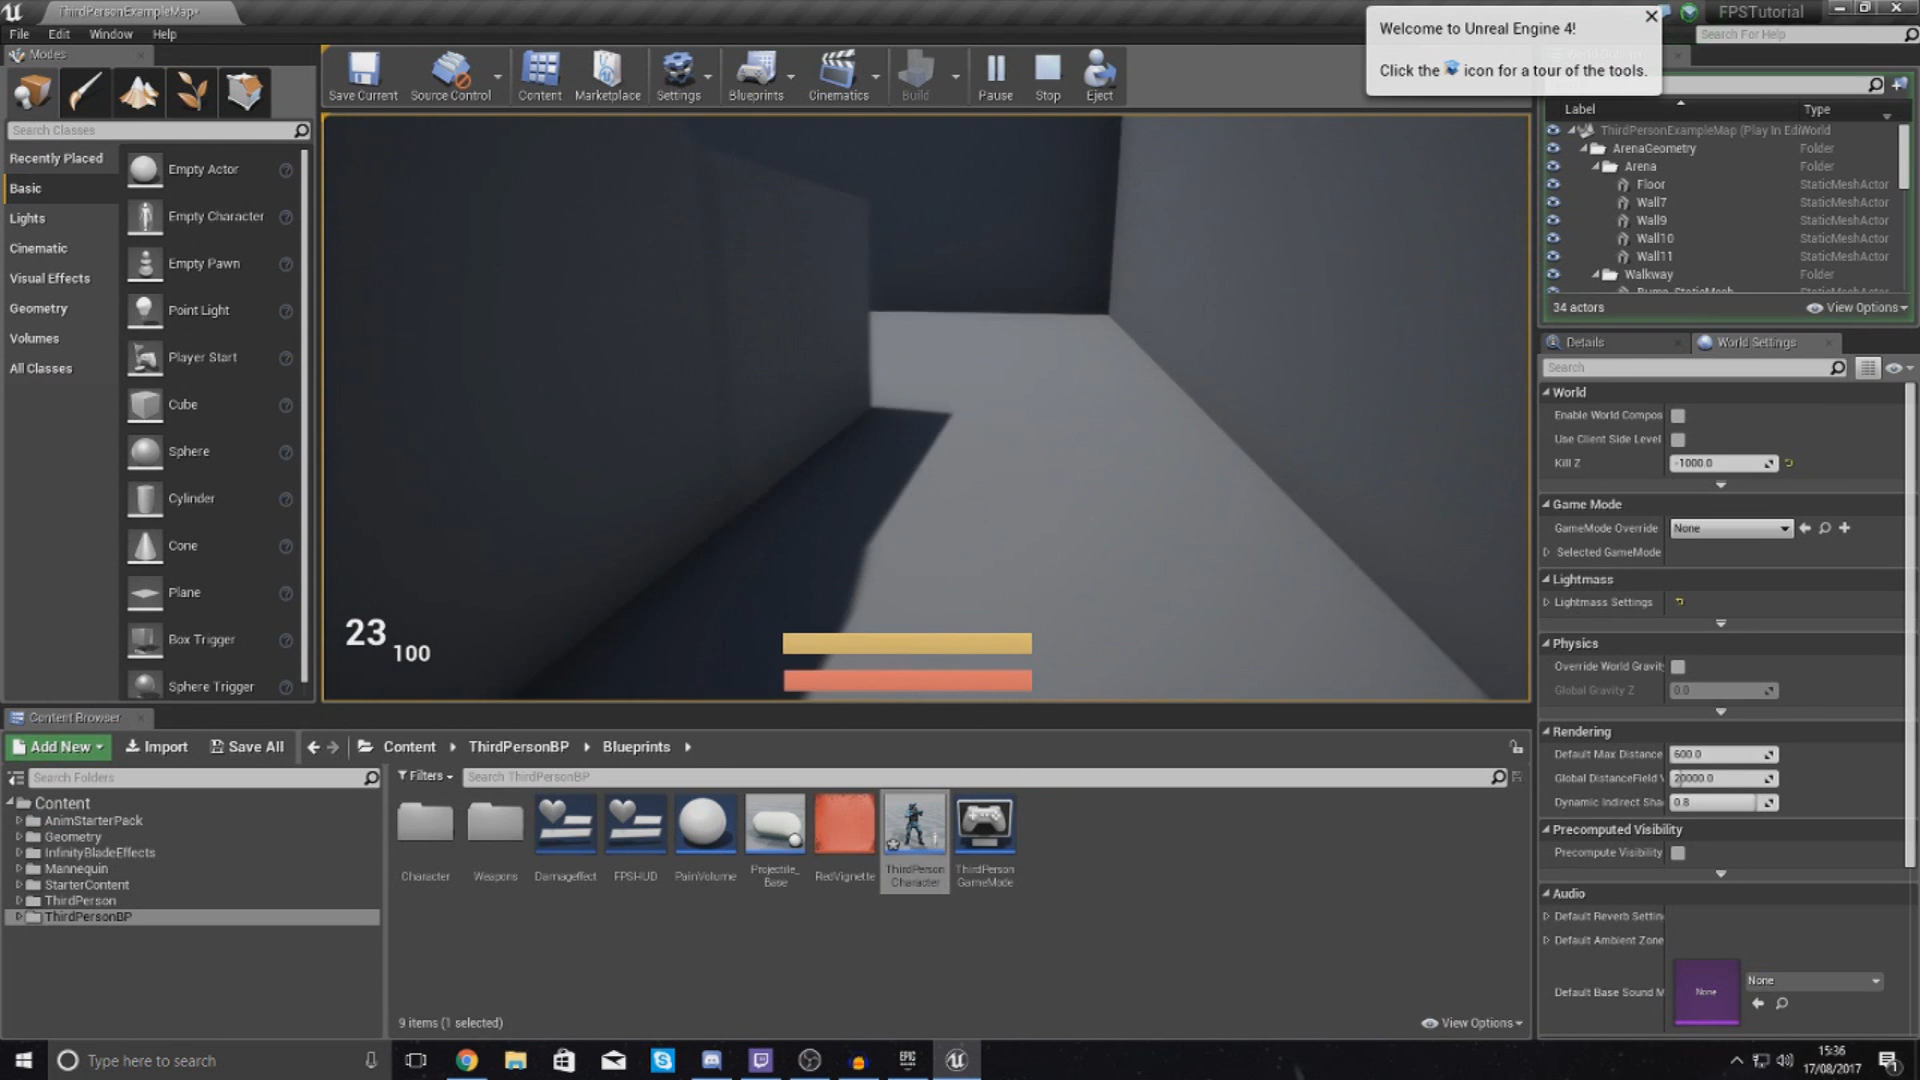 ThirdPersonExampleMap*
FPSTutorial
File Edit Window Help
Search For Help
Welcome to Unreal Engine 4!
Click the icon for a tour of the tools.
Modes
Save Current
Source Control
Content
Marketplace
Settings
Blueprints
Cinematics
Build
Pause
Stop
Eject
Search Classes
Recently Placed
Basic
Lights
Cinematic
Visual Effects
Geometry
Volumes
All Classes
Empty Actor
Empty Character
Empty Pawn
Point Light
Player Start
Cube
Sphere
Cylinder
Cone
Plane
Box Trigger
Sphere Trigger
23
100
Label Type
ThirdPersonExampleMap (Play In Edi World
ArenaGeometry Folder
Arena Folder
Floor StaticMeshActor
Wall7 StaticMeshActor
Wall9 StaticMeshActor
Wall10 StaticMeshActor
Wall11 StaticMeshActor
Walkway Folder
Bump_StaticMesh StaticMeshActor
34 actors View Options
Details World Settings
Search
World
Enable World Compos
Use Client Side Level
Kill Z -1000.0
Game Mode
GameMode Override None
Selected GameMode
Lightmass
Lightmass Settings
Physics
Override World Gravit
Global Gravity Z 0.0
Rendering
Default Max Distance 600.0
Global DistanceField V 20000.0
Dynamic Indirect Sha 0.8
Precomputed Visibility
Precompute Visibility
Audio
Default Reverb Settin
Default Ambient Zone
Default Base Sound M None None
Content Browser
Add New Import Save All Content ThirdPersonBP Blueprints
Search Folders
Filters Search ThirdPersonBP
Content
AnimStarterPack
Geometry
InfinityBladeEffects
Mannequin
StarterContent
ThirdPerson
ThirdPersonBP
Character
Weapons
Damageffect
FPSHUD
PainVolume
Projectile_
Base
RedVignette
ThirdPerson
Character
ThirdPerson
GameMode
9 items (1 selected) View Options
Type here to search
EPIC
GAMES
15:36
17/08/2017
1